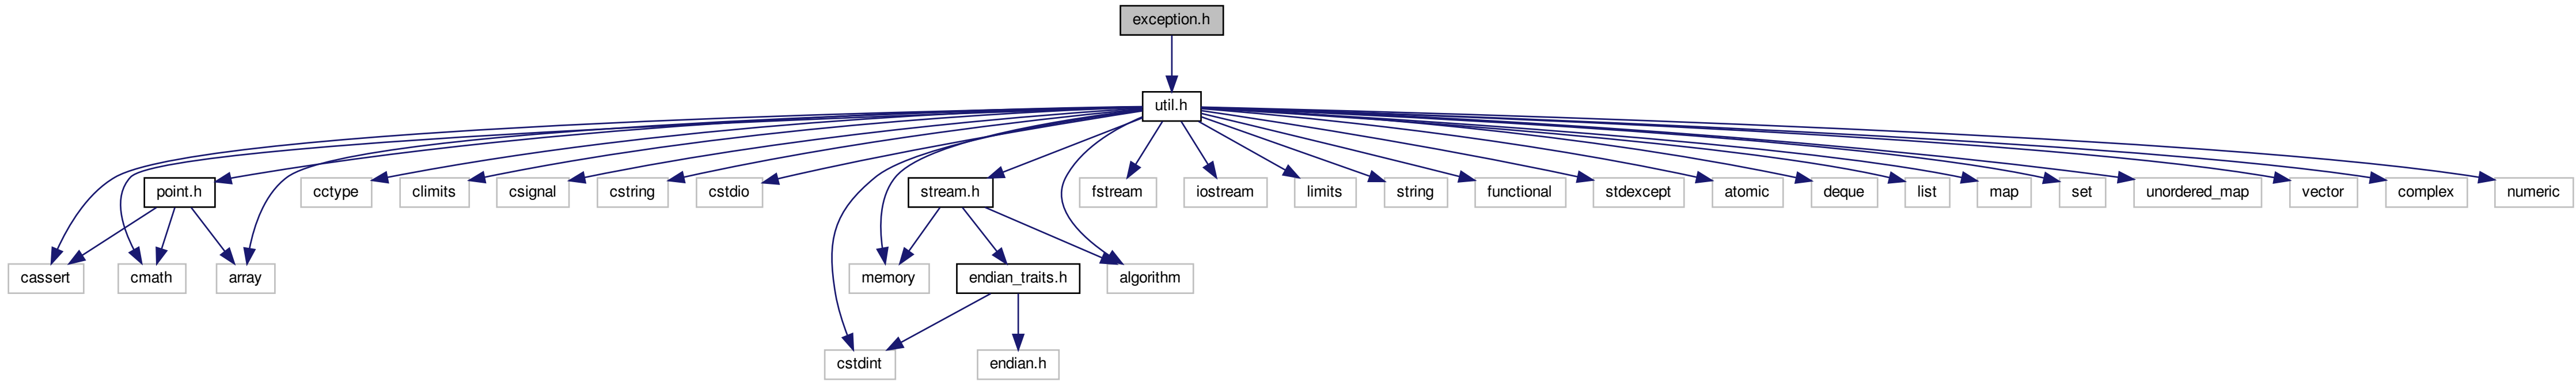 exception.h
util.h
point.h
cctype
climits
csignal
cstring
cstdio
stream.h
fstream
iostream
limits
string
functional
stdexcept
atomic
deque
list
map
set
unordered_map
vector
complex
numeric
cassert
cmath
array
memory
endian_traits.h
algorithm
cstdint
endian.h